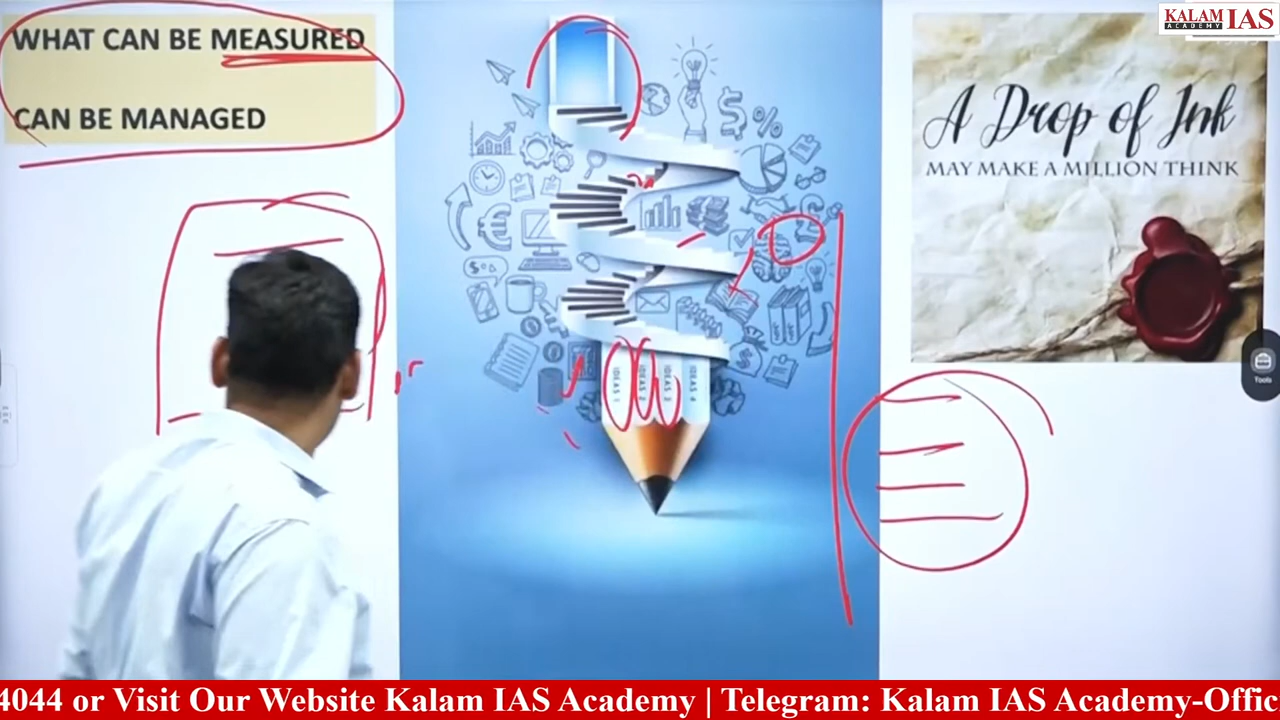 WHAT CAN BE MEASURED
CAN BE MANAGED
KALAM IAS
ACADEMY
A Drop of Ink
MAY MAKE A MILLION THINK
IDEAS 1
IDEAS 2
IDEAS 3
IDEAS 4
Tools
4044 or Visit Our Website Kalam IAS Academy | Telegram: Kalam IAS Academy-Offic